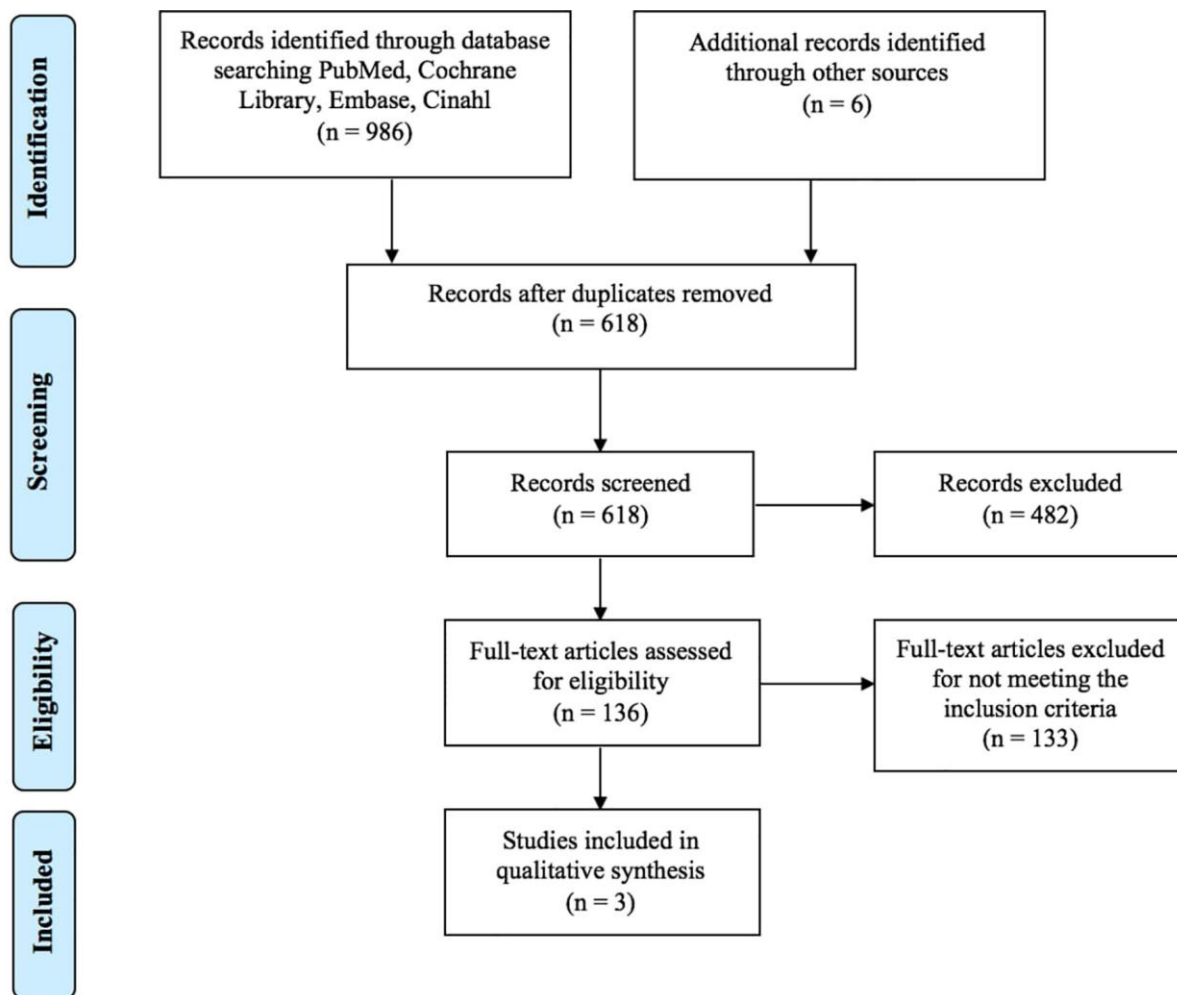 Identification
Records identified through database
searching PubMed, Cochrane
Library, Embase, Cinahl
(n = 986)
Additional records identified
through other sources
(n = 6)
Records after duplicates removed
(n = 618)
Screening
Records screened
(n = 618)
Records excluded
(n = 482)
Eligibility
Full-text articles assessed
for eligibility
(n = 136)
Full-text articles excluded
for not meeting the
inclusion criteria
(n = 133)
Included
Studies included in
qualitative synthesis
(n = 3)